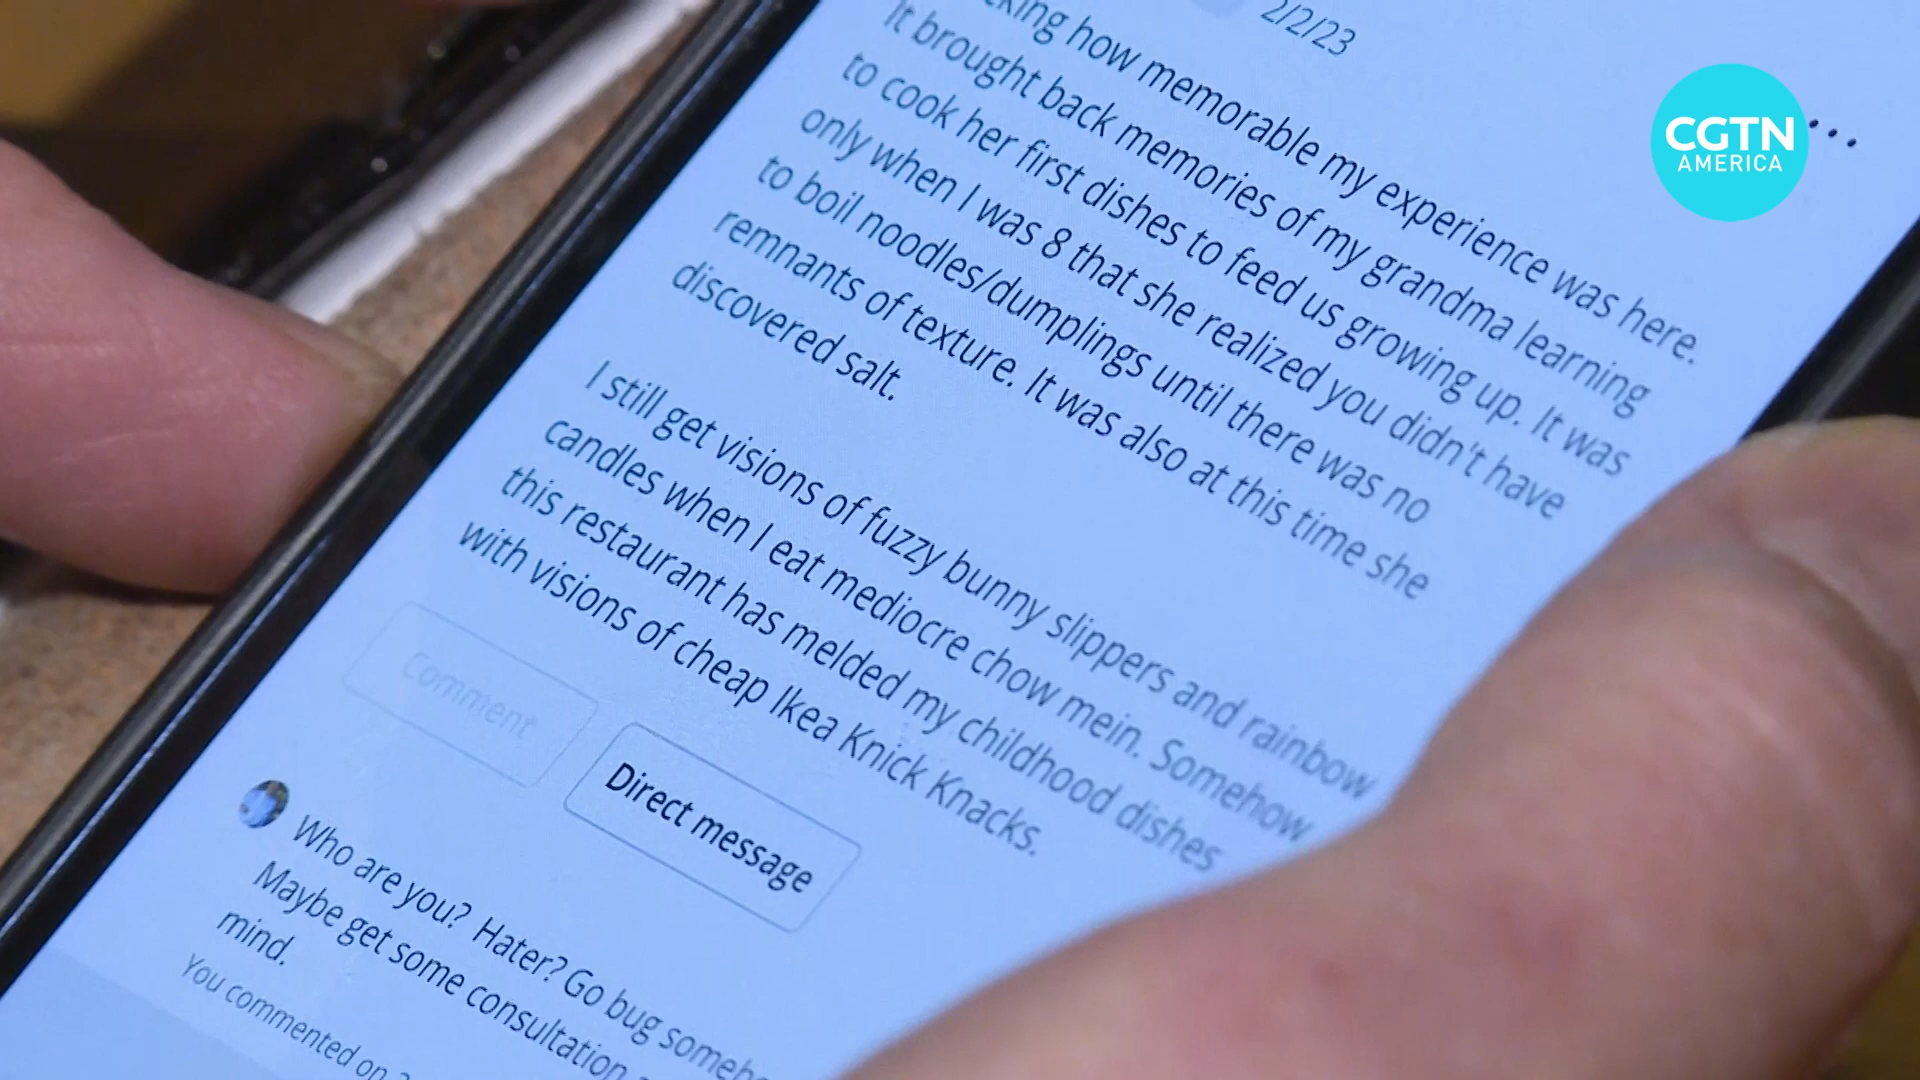 2/2/23
how memorable my experience was here.
It brought back memories of my grandma learning
to cook her first dishes to feed us growing up. It was
only when I was 8 that she realized you didn't have
to boil noodles/dumplings until there was no
remnants of texture. It was also at this time she
discovered salt.
I still get visions of fuzzy bunny slippers and rainbow
candles when I eat mediocre chow mein. Somehow
this restaurant has melded my childhood dishes
with visions of cheap Ikea Knick Knacks.
Comment
Direct message
Who are you? Hater? Go bug
Maybe get some consultation
mind.
You commented on
CGTN
AMERICA